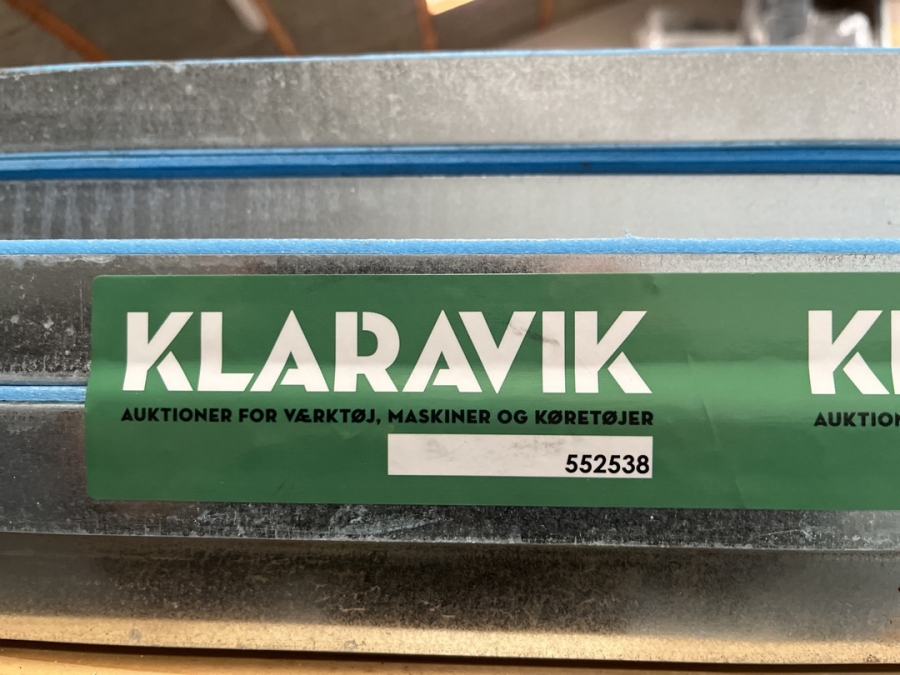 KLARAVIK
AUKTIONER FOR VÆRKTØJ, MASKINER OG KØRETØJER
552538